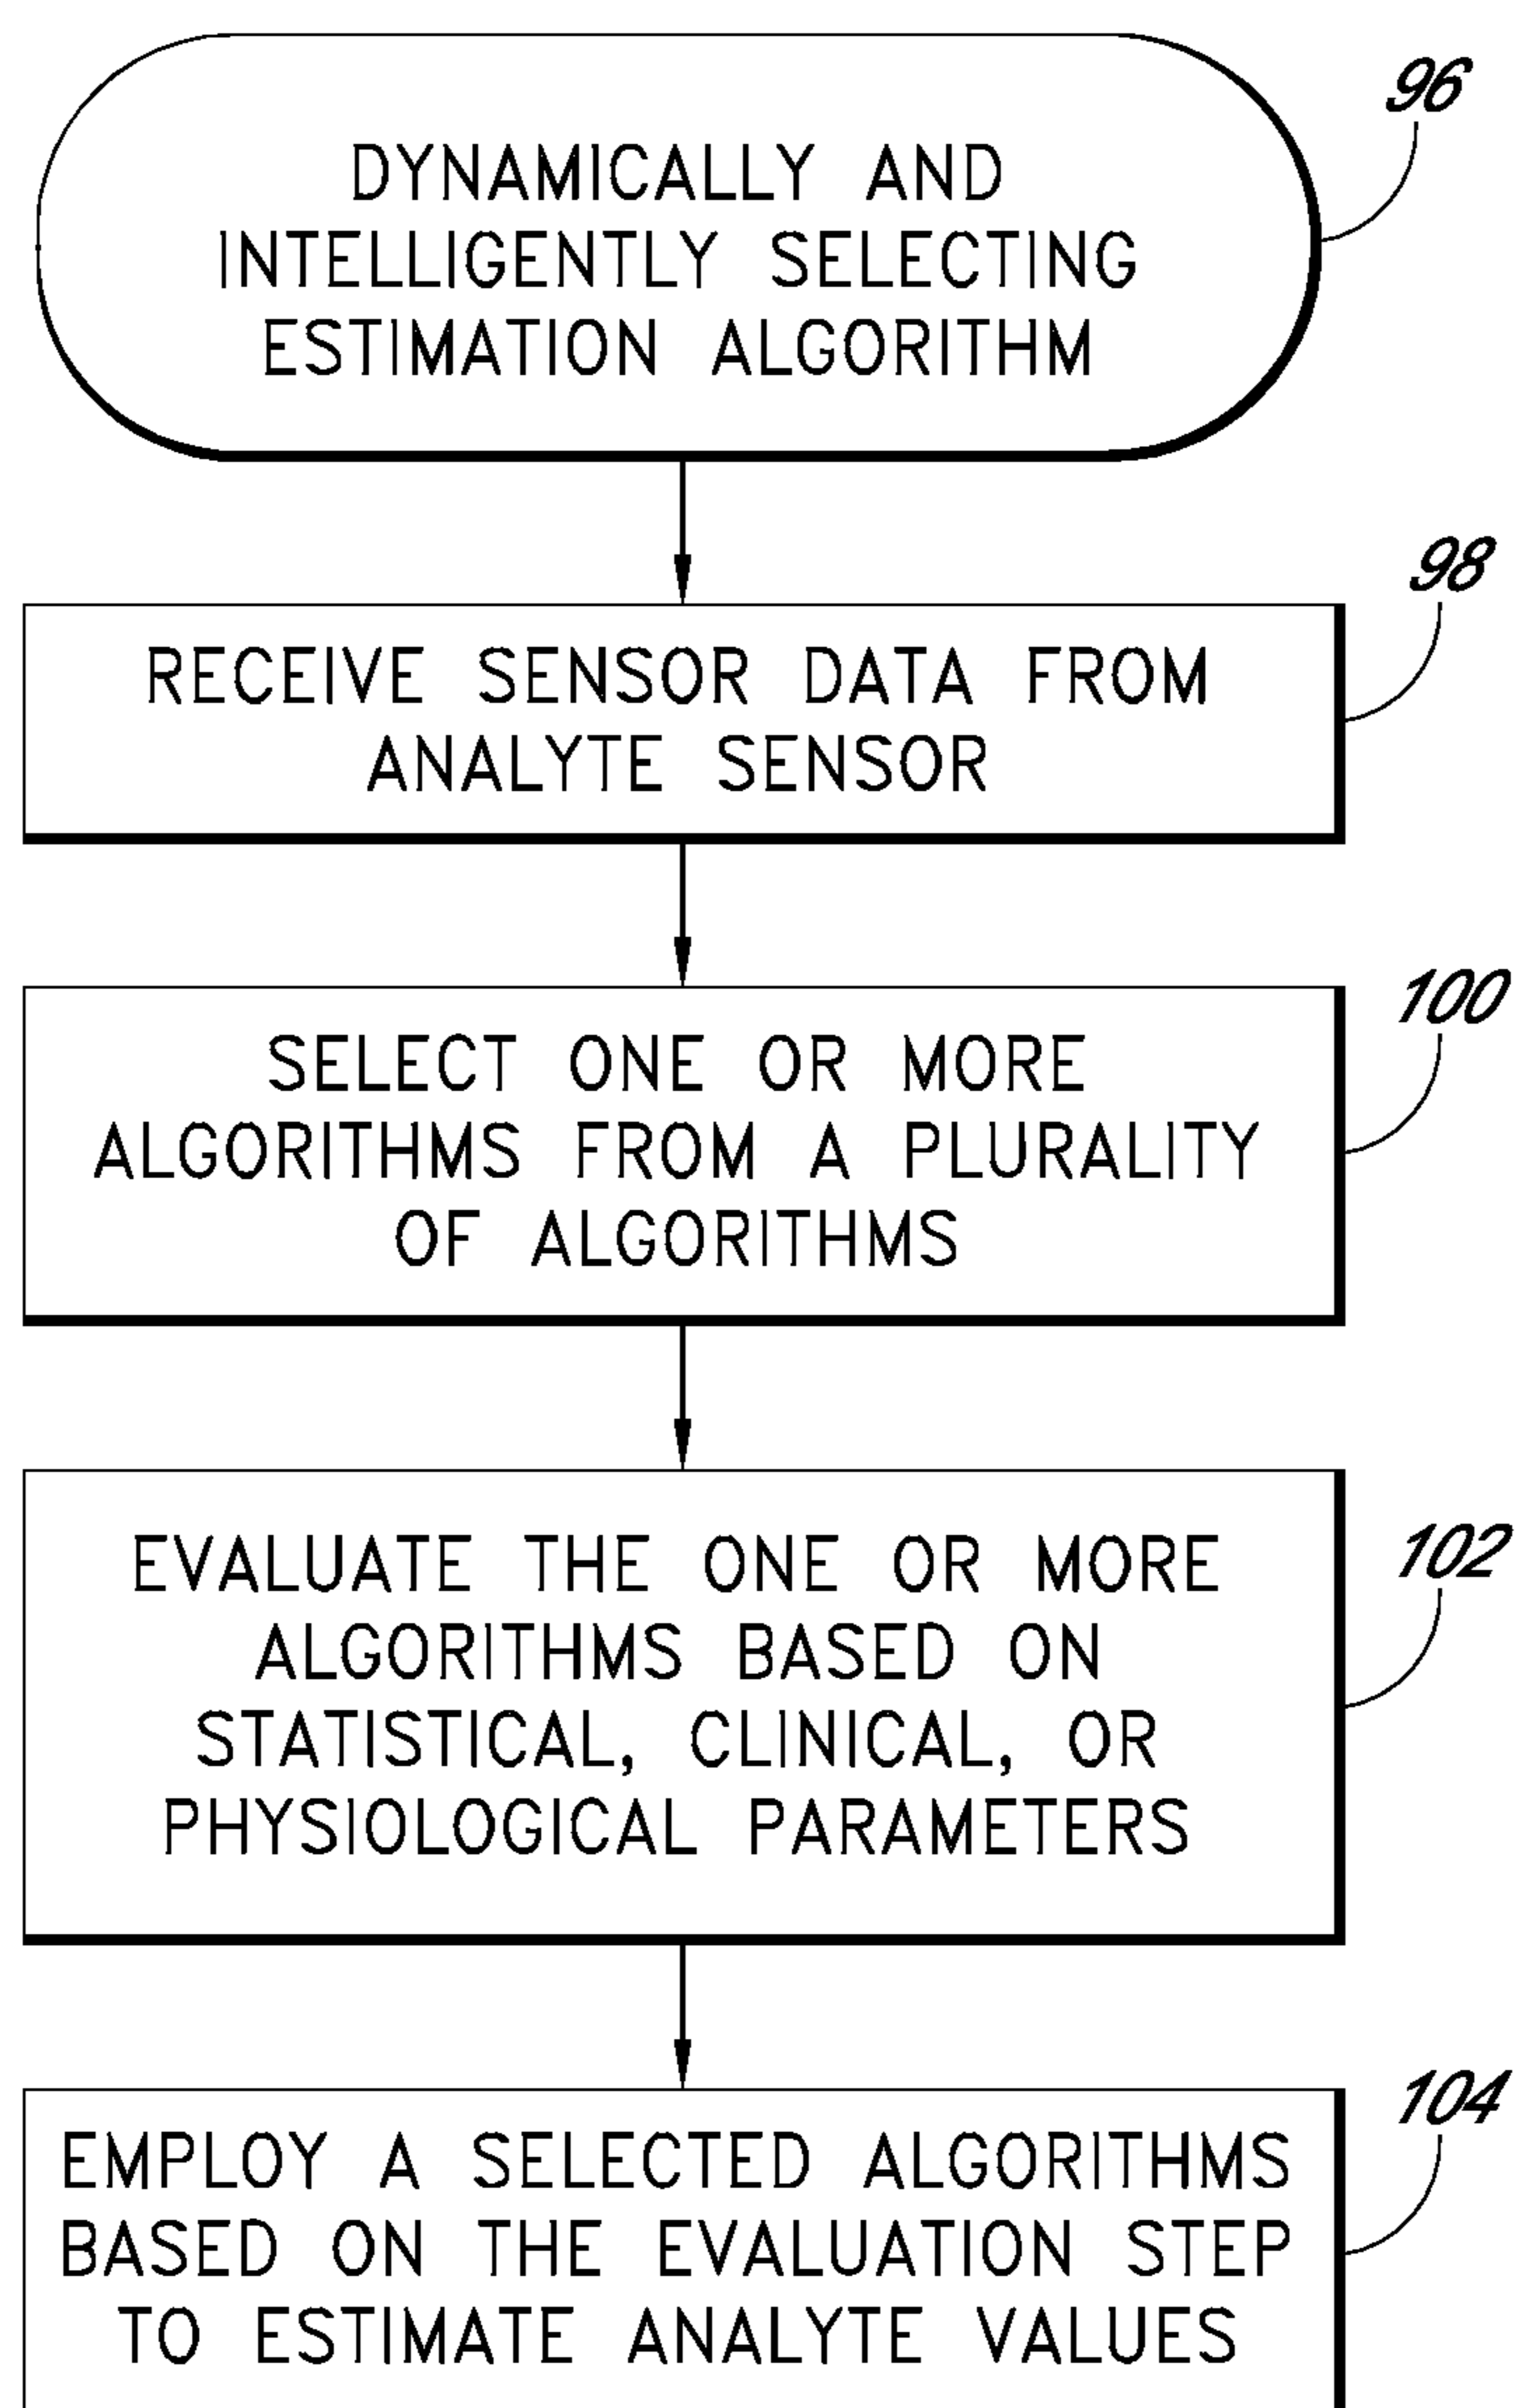 96
DYNAMICALLY AND
INTELLIGENTLY SELECTING
ESTIMATION ALGORITHM
98
RECEIVE SENSOR DATA FROM
ANALYTE SENSOR
100
SELECT ONE OR MORE
ALGORITHMS FROM A PLURALITY
OF ALGORITHMS
102
EVALUATE THE ONE OR MORE
ALGORITHMS BASED ON
STATISTICAL, CLINICAL, OR
PHYSIOLOGICAL PARAMETERS
104
EMPLOY A SELECTED ALGORITHMS
BASED ON THE EVALUATION STEP
TO ESTIMATE ANALYTE VALUES